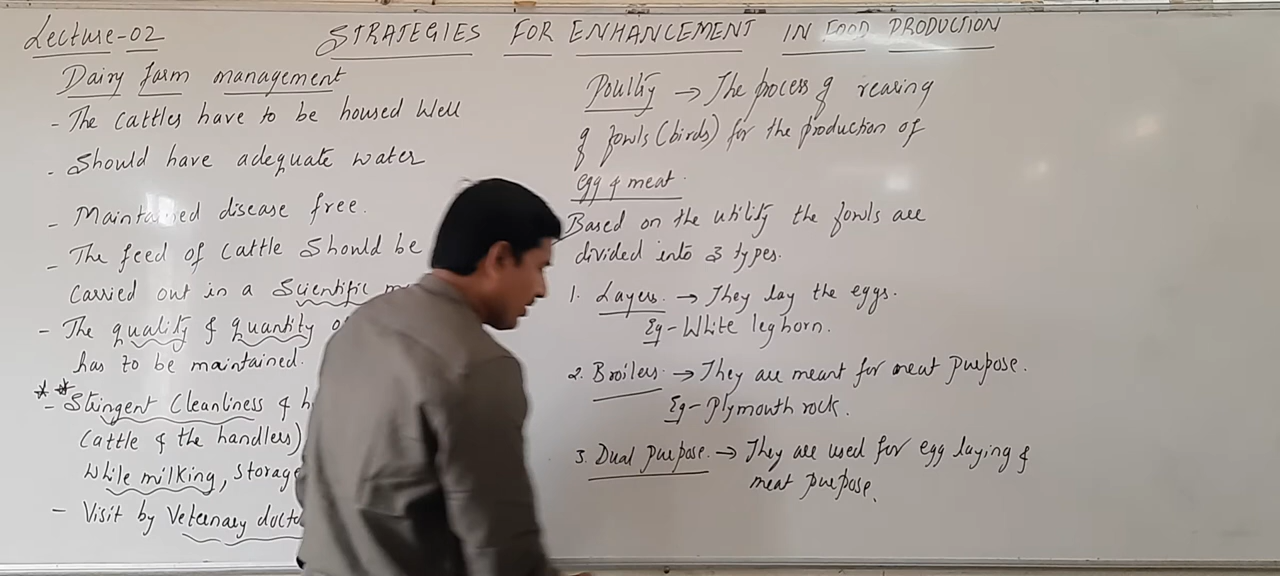 Lecture-02
STRATEGIES FOR ENHANCEMENT IN FOOD PRODUCTION
Dairy farm management
- The cattles have to be housed well
- Should have adequate water
- Maintained disease free.
- The feed of cattle should be
carried out in a Scientific
- The quality & quantity
has to be maintained.
** - Stringent Cleanliness &
(cattle & the handlers)
while milking, storage
- Visit by Veternary
Poultry → The process of rearing
of fowls (birds) for the production of
egg & meat.
Based on the utility the fowls are
divided into 3 types.
1. Layers. → They lay the eggs.
Eg - White leghorn.
2. Broilers. → They are meant for meat purpose.
Eg - Plymouth rock.
3. Dual purpose. → They are used for egg laying &
meat purpose.